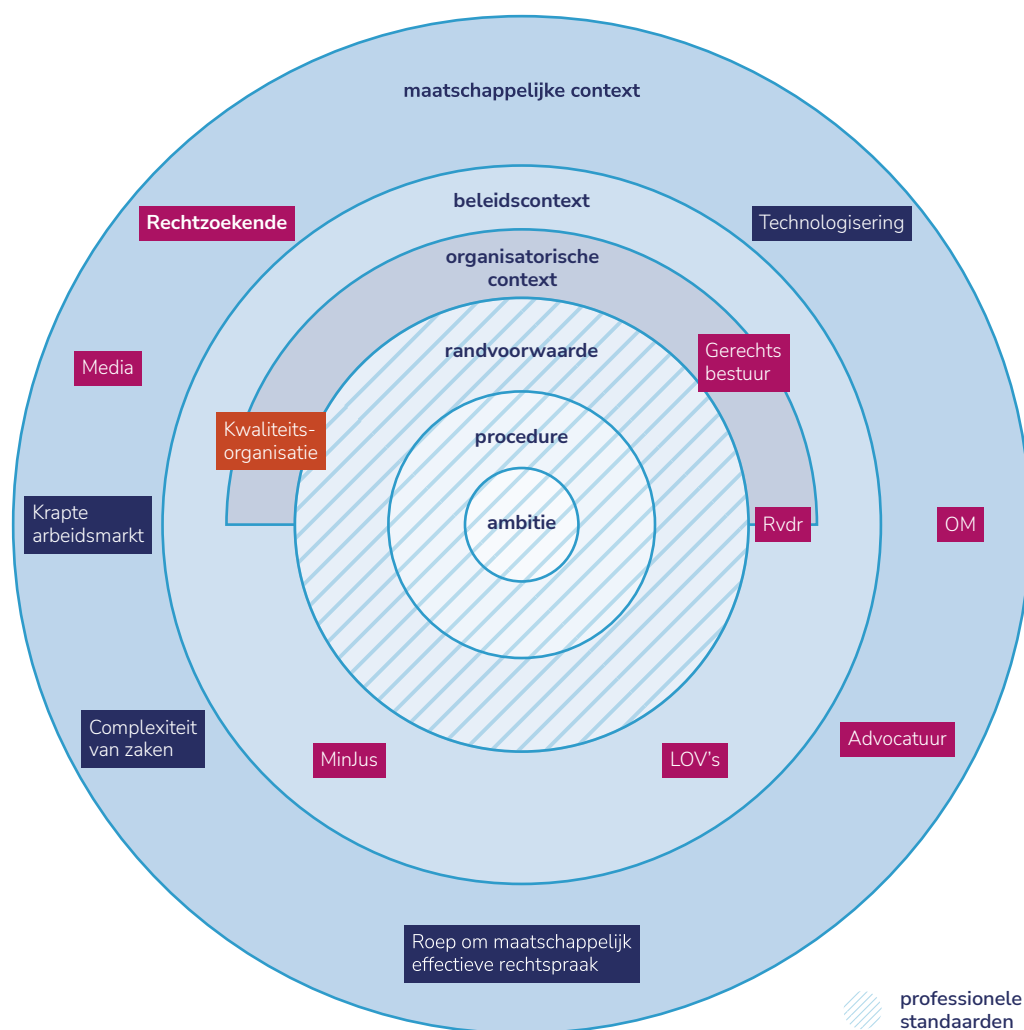 maatschappelijke context
beleidscontext
Rechtzoekende
Technologisering
organisatorische
context
randvoorwaarde
Gerechts
bestuur
Media
Kwaliteits-
organisatie
procedure
Krapte
arbeidsmarkt
ambitie
Rvdr
OM
Complexiteit
van zaken
MinJus
LOV's
Advocatuur
Roep om maatschappelijk
effectieve rechtspraak
professionele
standaarden